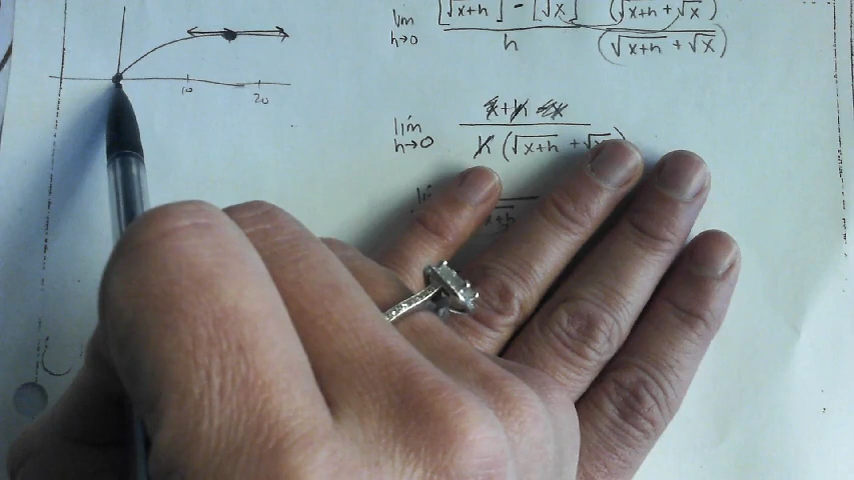 lim h→0 [√x+h] - [√x] (√x+h + √x)
h (√x+h + √x)
10 20
lim h→0 x+h-x
h (√x+h + √x)
x+h